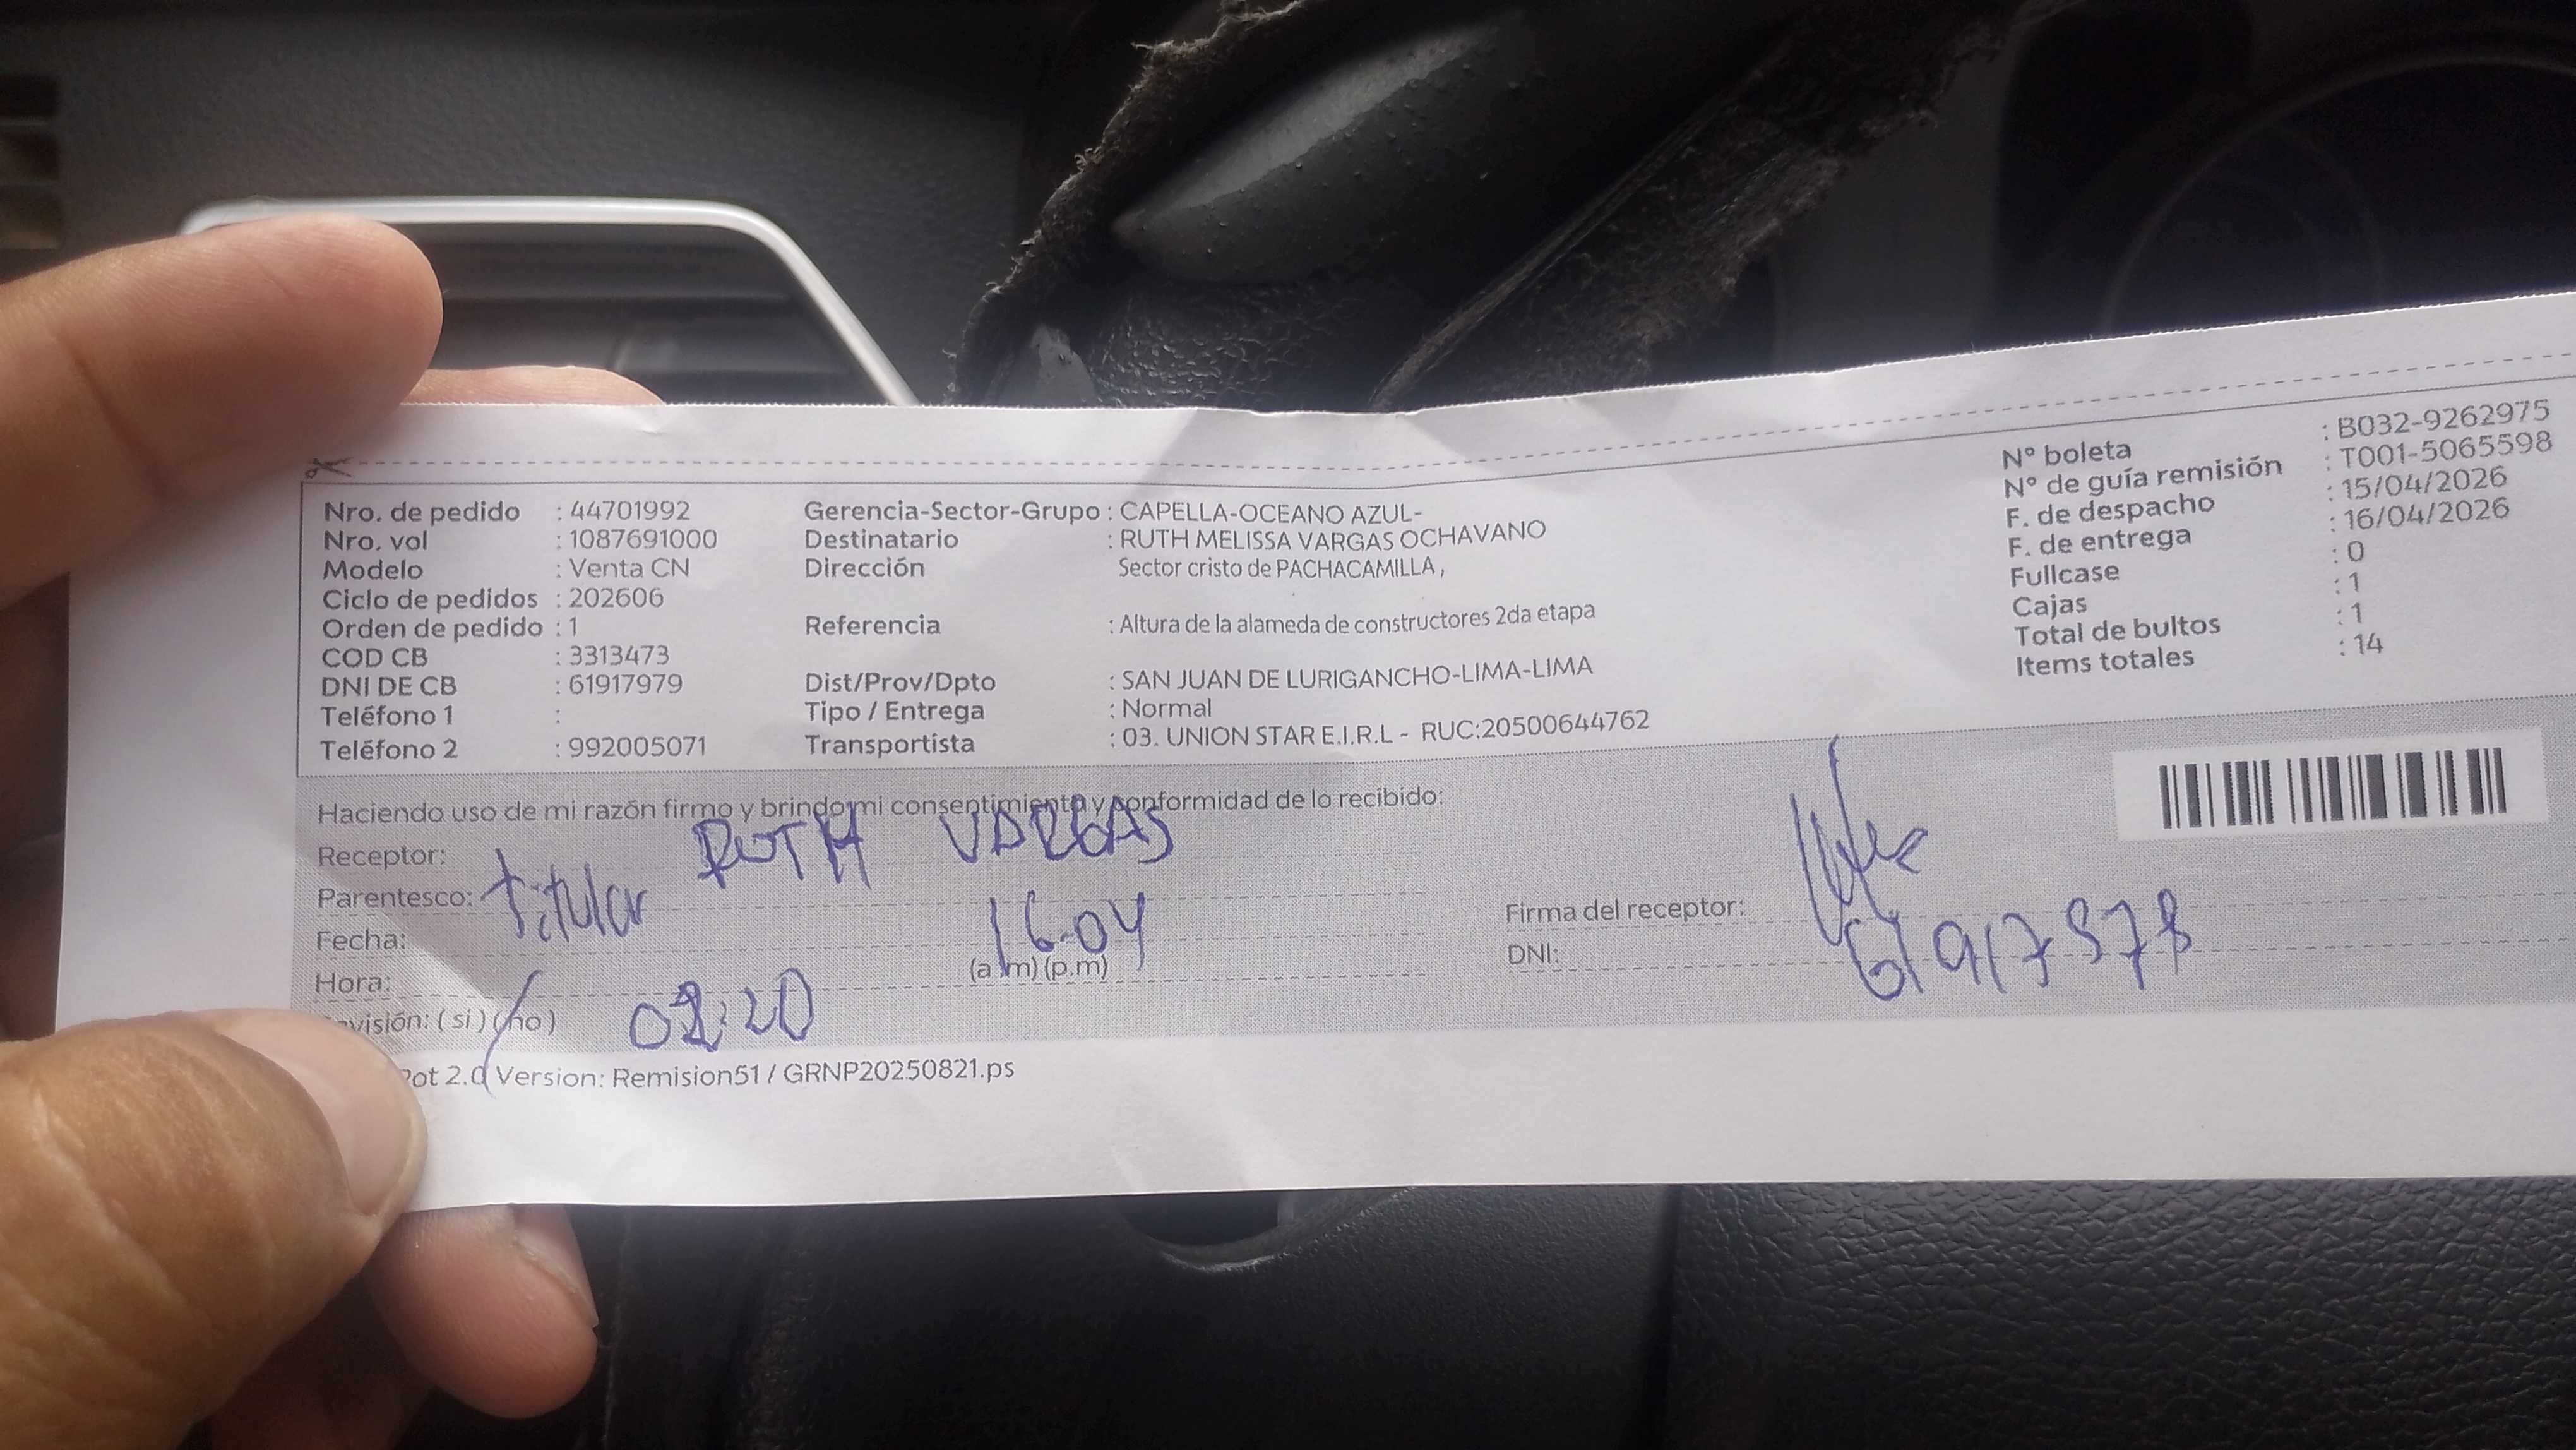 Nro. de pedido : 44701992
Nro. vol : 1087691000
Modelo : Venta CN
Ciclo de pedidos : 202606
Orden de pedido : 1
COD CB : 3313473
DNI DE CB : 61917979
Teléfono 1 :
Teléfono 2 : 992005071
Gerencia-Sector-Grupo : CAPELLA-OCEANO AZUL-
Destinatario : RUTH MELISSA VARGAS OCHAVANO
Dirección Sector cristo de PACHACAMILLA ,
Referencia : Altura de la alameda de constructores 2da etapa
Dist/Prov/Dpto : SAN JUAN DE LURIGANCHO-LIMA-LIMA
Tipo / Entrega : Normal
Transportista : 03. UNION STAR E.I.R.L - RUC:20500644762
N° boleta : B032-9262975
N° de guía remisión : T001-5065598
F. de despacho : 15/04/2026
F. de entrega : 16/04/2026
Fullcase : 0
Cajas : 1
Total de bultos : 1
Items totales : 14
Haciendo uso de mi razón firmo y brindo mi consentimiento y conformidad de lo recibido:
Receptor: RUTH VARGAS
Parentesco: titular
Fecha: 16-04
Hora: (a.m) (p.m)
visión: ( si ) ( no )
Firma del receptor:
DNI:
Pot 2.0 Version: Remision51 / GRNP20250821.ps